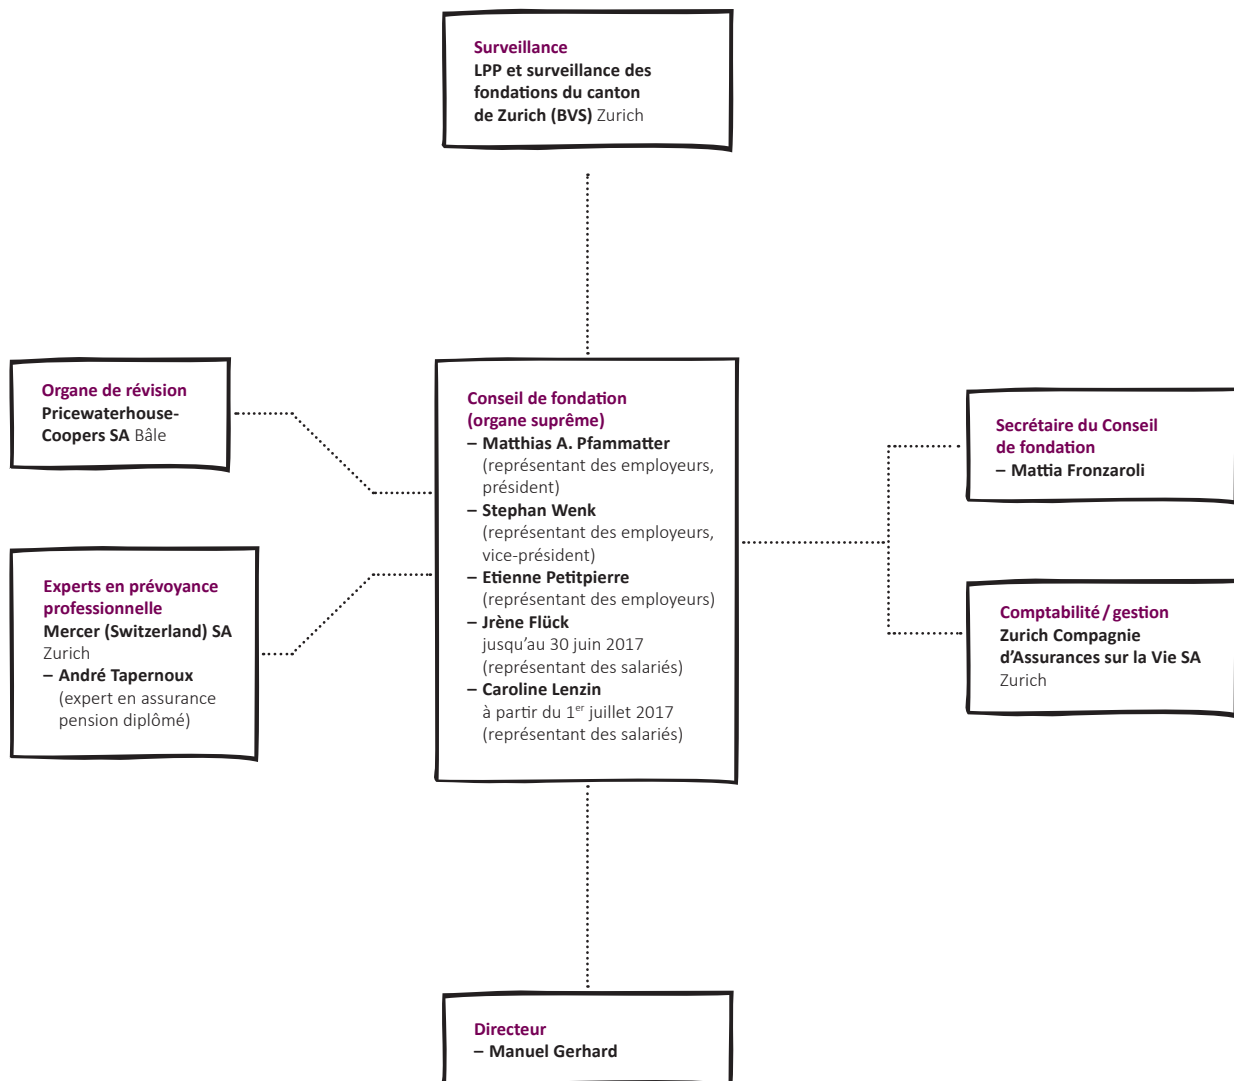 Surveillance
LPP et surveillance des
fondations du canton
de Zurich (BVS) Zurich
Organe de révision
Pricewaterhouse-
Coopers SA Bâle
Experts en prévoyance
professionnelle
Mercer (Switzerland) SA
Zurich
– André Tapernoux
(expert en assurance
pension diplômé)
Conseil de fondation
(organe suprême)
– Matthias A. Pfammatter
(représentant des employeurs,
président)
– Stephan Wenk
(représentant des employeurs,
vice-président)
– Etienne Petitpierre
(représentant des employeurs)
– Jrène Flück
jusqu’au 30 juin 2017
(représentant des salariés)
– Caroline Lenzin
à partir du 1er juillet 2017
(représentant des salariés)
Secrétaire du Conseil
de fondation
– Mattia Fronzaroli
Comptabilité / gestion
Zurich Compagnie
d’Assurances sur la Vie SA
Zurich
Directeur
– Manuel Gerhard